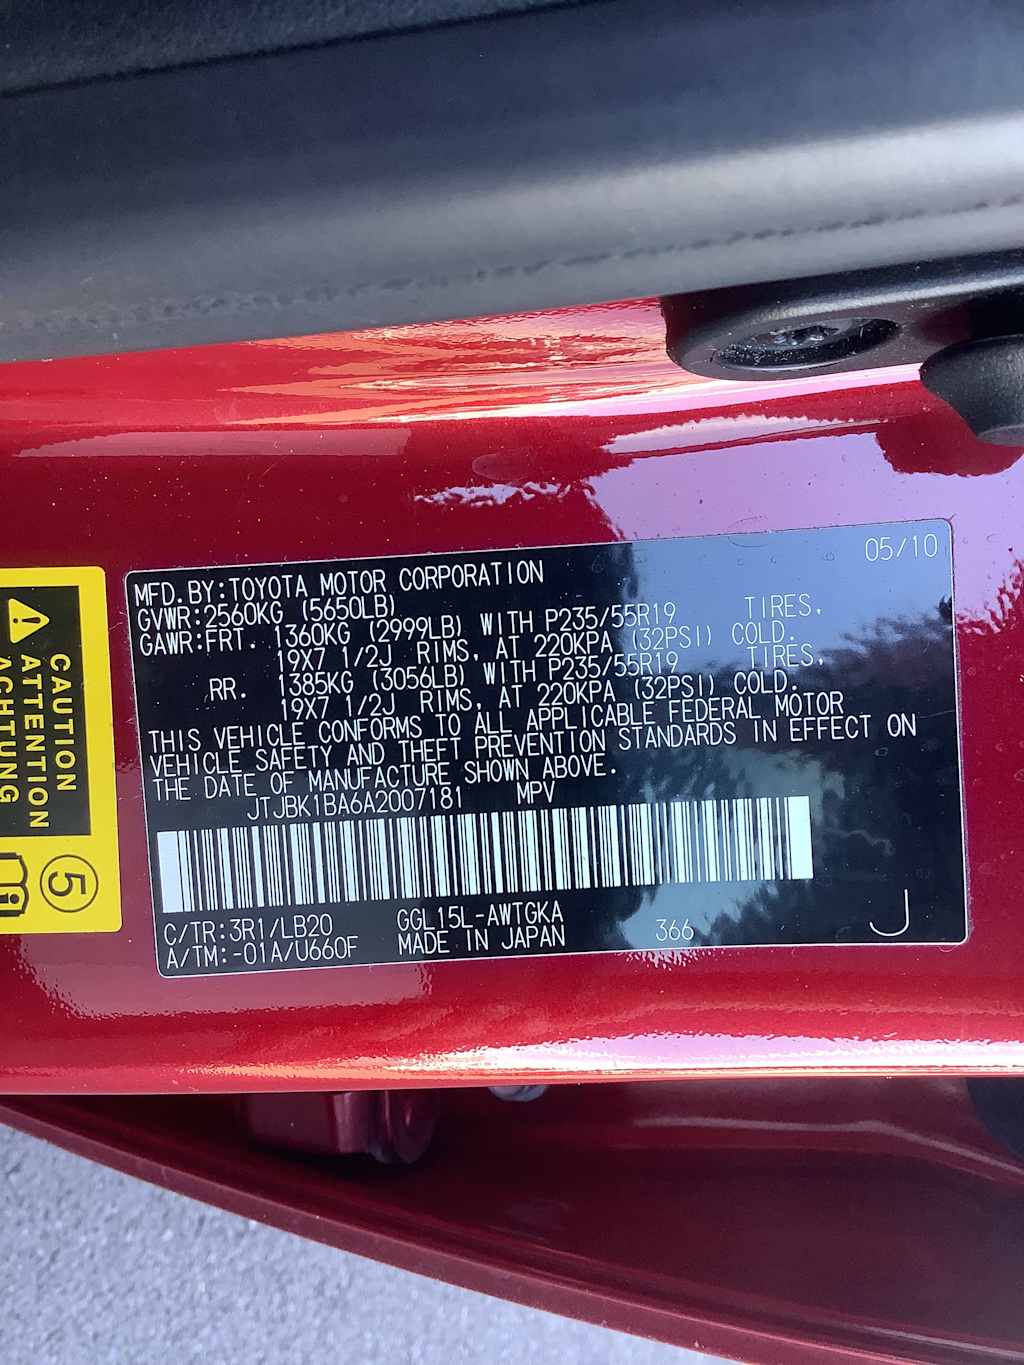 05/10
MFD.BY:TOYOTA MOTOR CORPORATION
GVWR:2560KG (5650LB)
GAWR:FRT. 1360KG (2999LB) WITH P235/55R19 TIRES,
19X7 1/2J RIMS, AT 220KPA (32PSI) COLD.
RR. 1385KG (3056LB) WITH P235/55R19 TIRES,
19X7 1/2J RIMS, AT 220KPA (32PSI) COLD.
THIS VEHICLE CONFORMS TO ALL APPLICABLE FEDERAL MOTOR
VEHICLE SAFETY AND THEFT PREVENTION STANDARDS IN EFFECT ON
THE DATE OF MANUFACTURE SHOWN ABOVE.
JTJBK1BA6A2007181 MPV
C/TR:3R1/LB20 GGL15L-AWTGKA
A/TM:-01A/U660F MADE IN JAPAN 366 J
CAUTION
ATTENTION
ACHTUNG
5